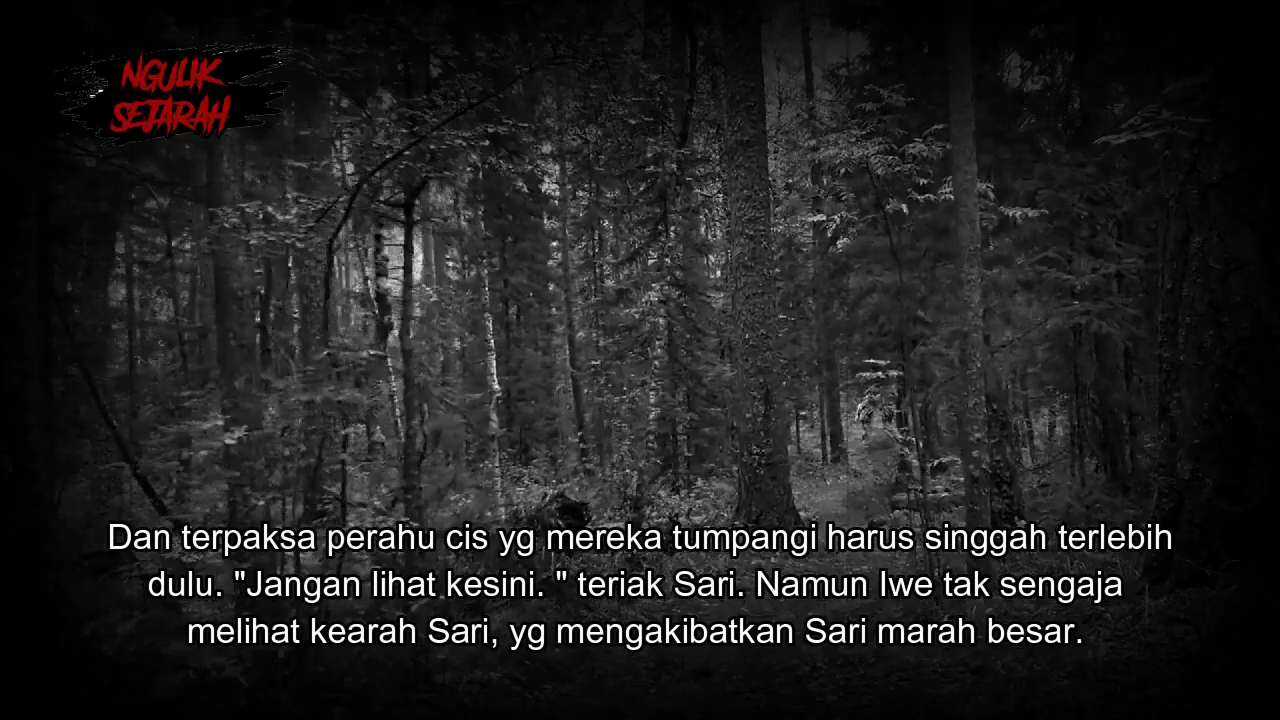 NGULIK
SEJARAH
Dan terpaksa perahu cis yg mereka tumpangi harus singgah terlebih
dulu. "Jangan lihat kesini. " teriak Sari. Namun Iwe tak sengaja
melihat kearah Sari, yg mengakibatkan Sari marah besar.